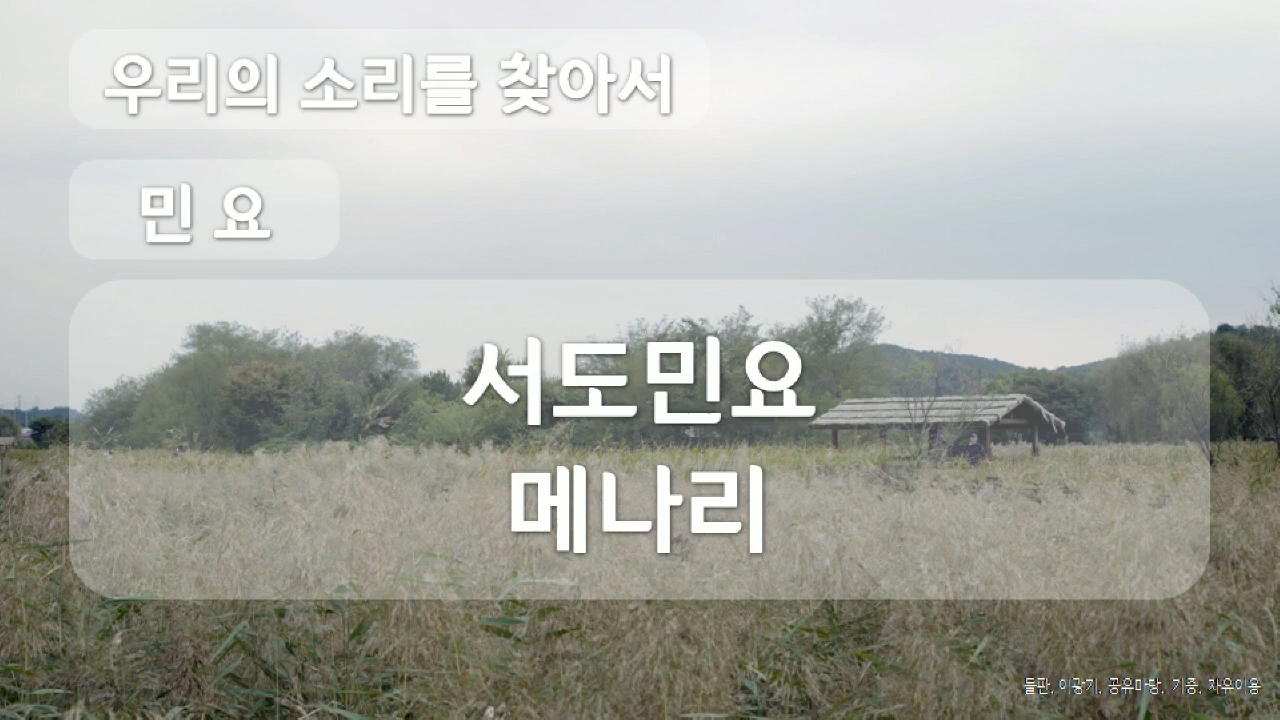 우리의 소리를 찾아서
민 요
서도민요
메나리
들판, 이광기, 공유마당, 기증, 자유이용